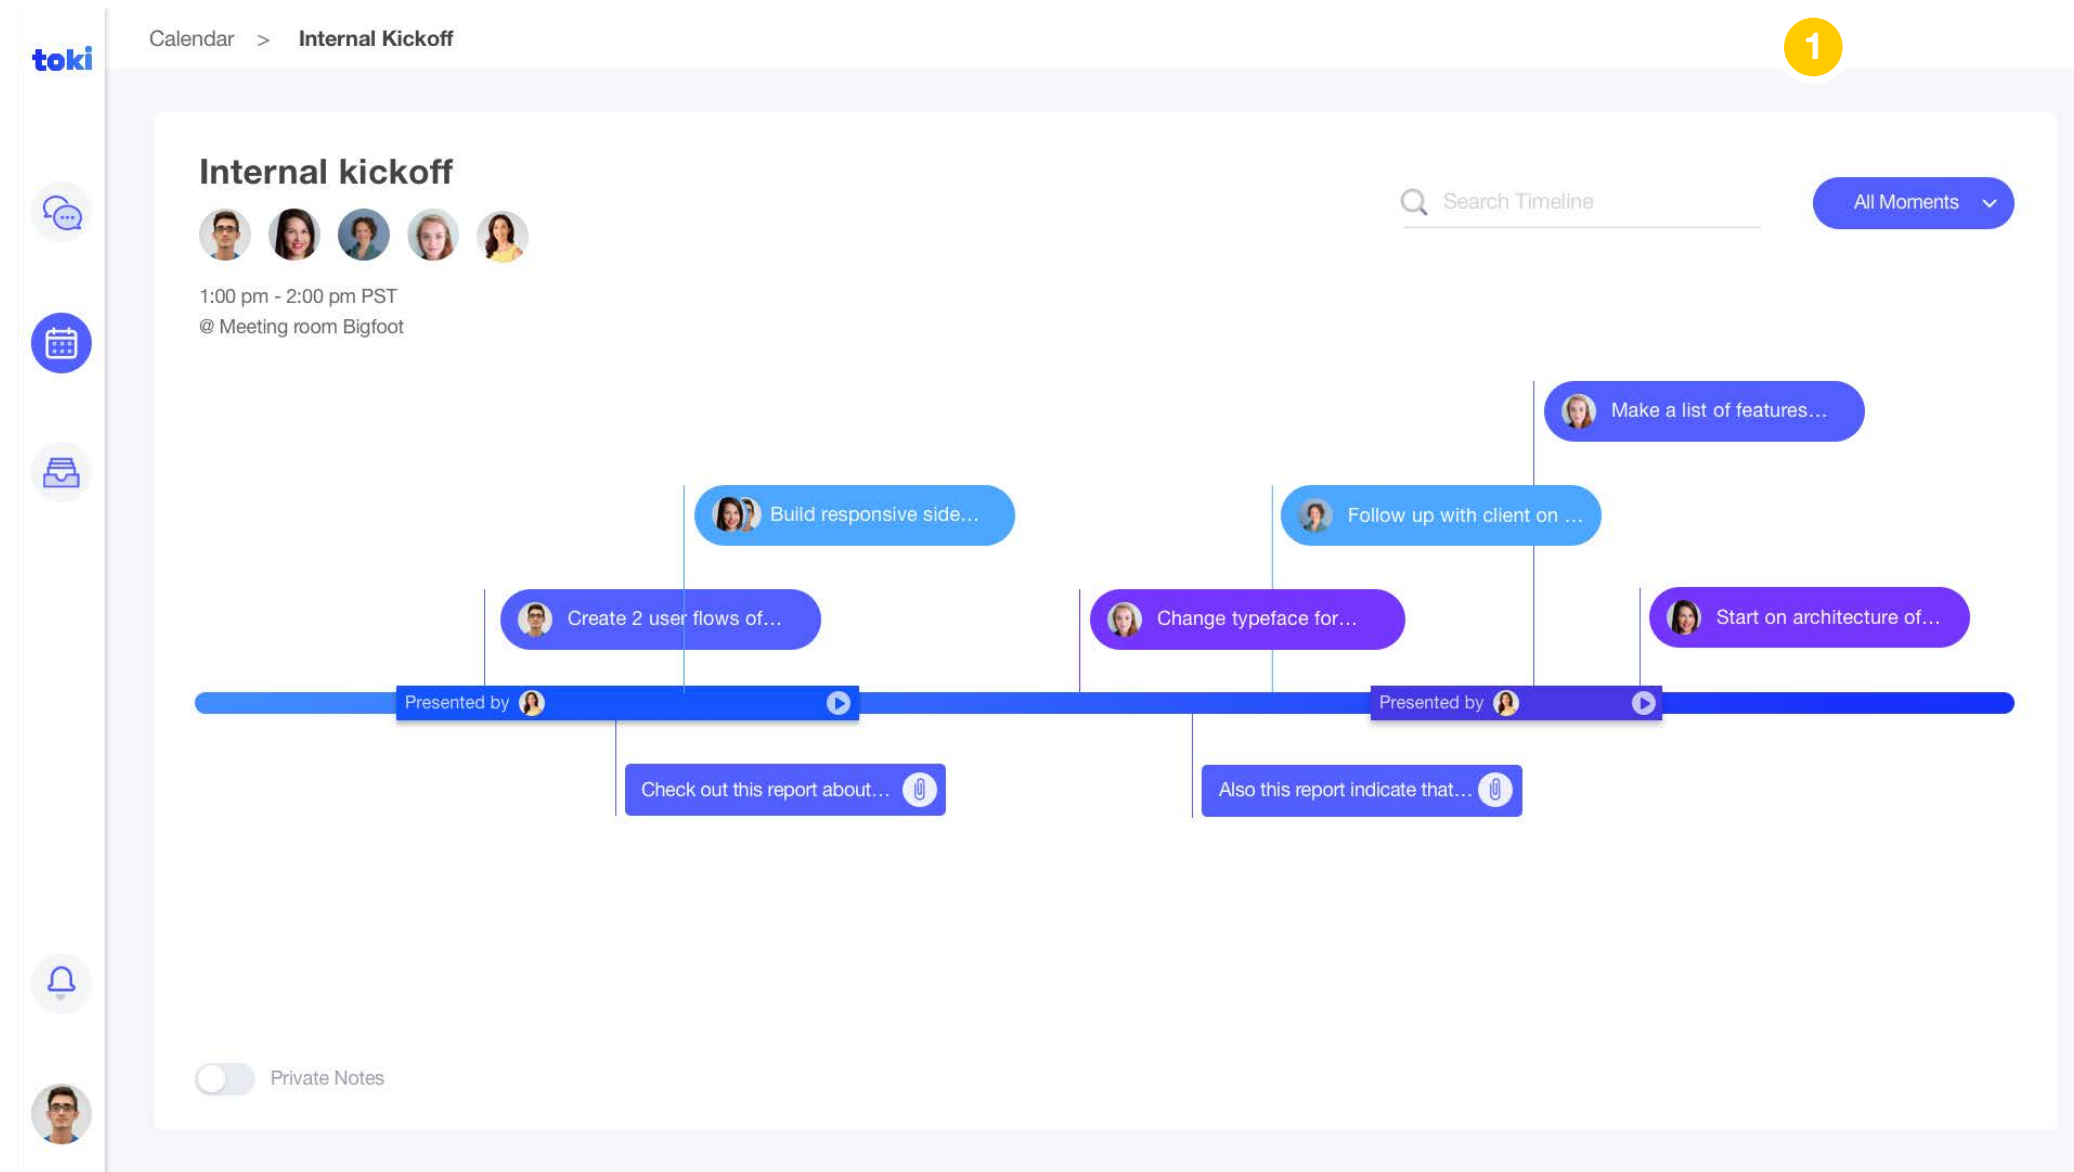 toki
Calendar > Internal Kickoff
1
Internal kickoff
Search Timeline
All Moments
1:00 pm - 2:00 pm PST
@ Meeting room Bigfoot
Make a list of features...
Build responsive side...
Follow up with client on ...
Create 2 user flows of...
Change typeface for...
Start on architecture of...
Presented by
Presented by
Check out this report about...
Also this report indicate that...
Private Notes